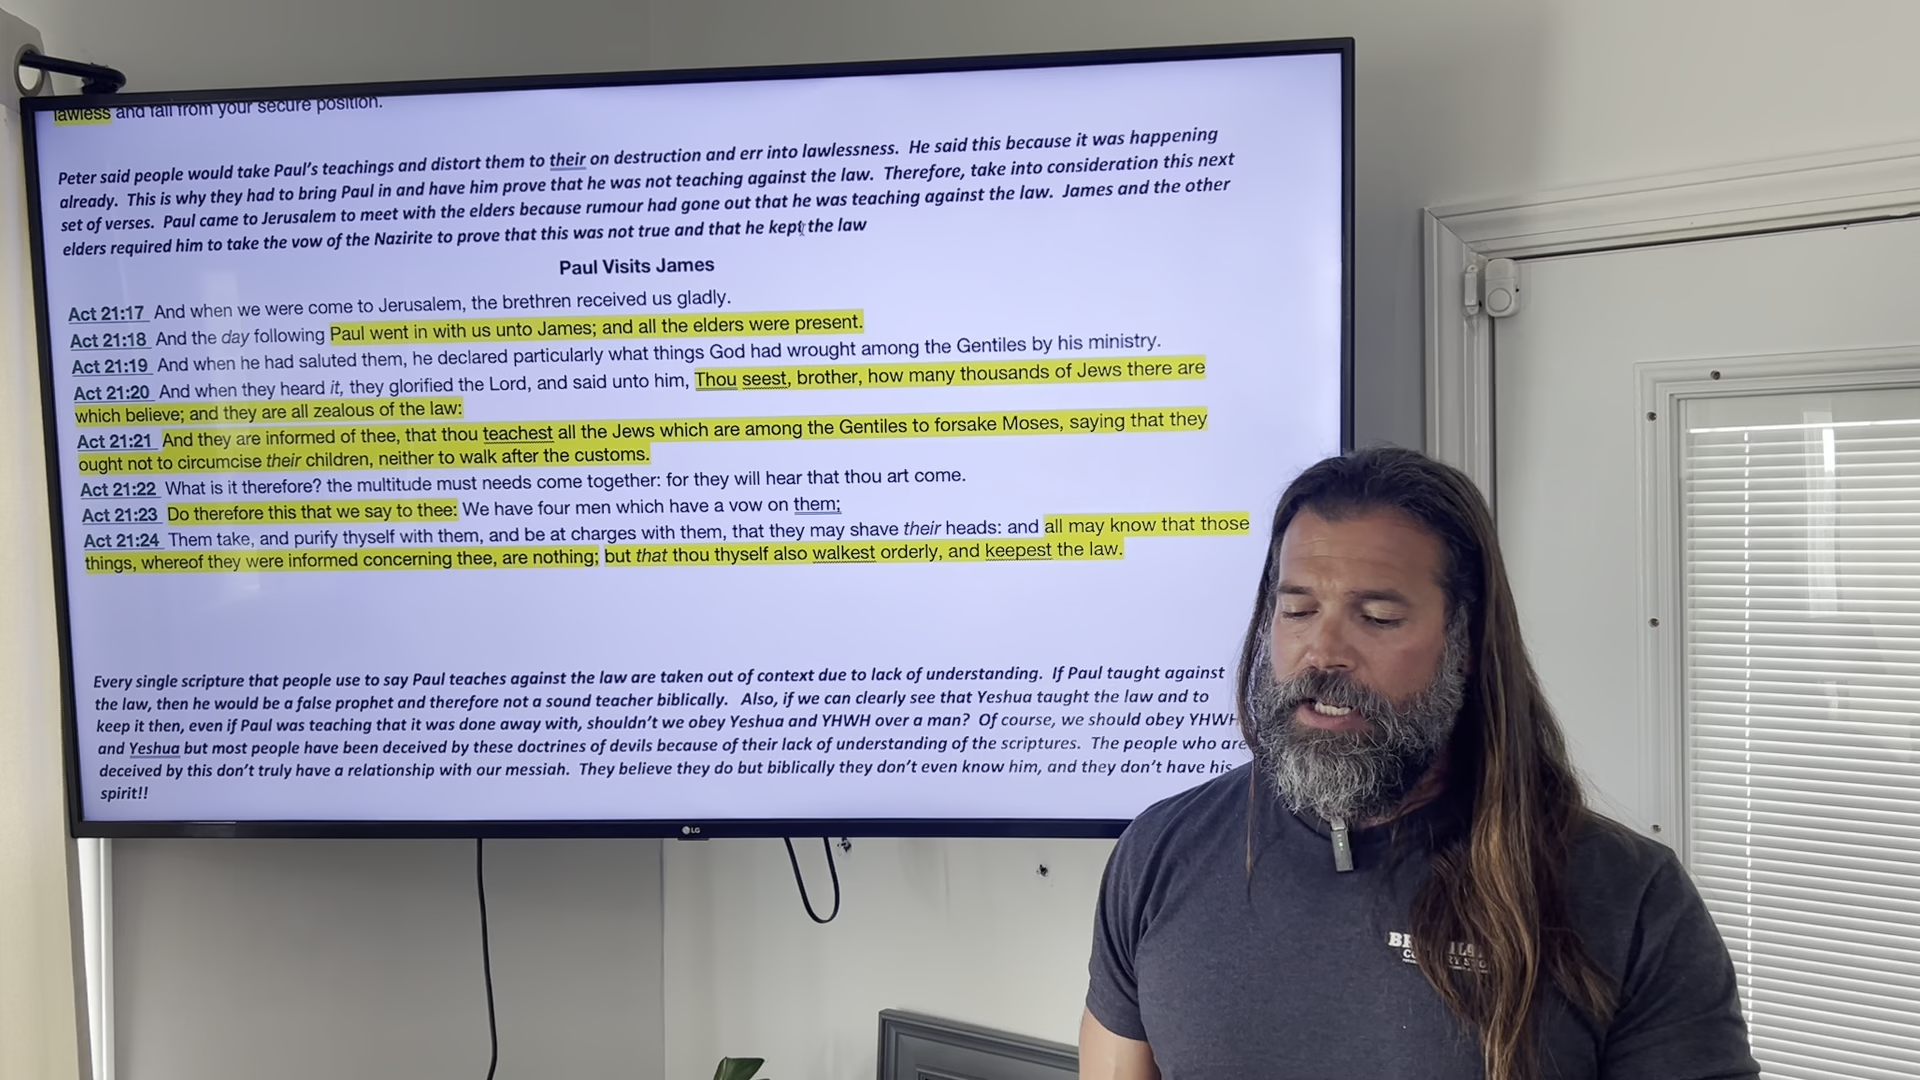 lawless and fall from your secure position.
Peter said people would take Paul's teachings and distort them to their on destruction and err into lawlessness. He said this because it was happening
already. This is why they had to bring Paul in and have him prove that he was not teaching against the law. Therefore, take into consideration this next
set of verses. Paul came to Jerusalem to meet with the elders because rumour had gone out that he was teaching against the law. James and the other
elders required him to take the vow of the Nazirite to prove that this was not true and that he kept the law
Paul Visits James
Act 21:17 And when we were come to Jerusalem, the brethren received us gladly.
Act 21:18 And the day following Paul went in with us unto James; and all the elders were present.
Act 21:19 And when he had saluted them, he declared particularly what things God had wrought among the Gentiles by his ministry.
Act 21:20 And when they heard it, they glorified the Lord, and said unto him, Thou seest, brother, how many thousands of Jews there are
which believe; and they are all zealous of the law:
Act 21:21 And they are informed of thee, that thou teachest all the Jews which are among the Gentiles to forsake Moses, saying that they
ought not to circumcise their children, neither to walk after the customs.
Act 21:22 What is it therefore? the multitude must needs come together: for they will hear that thou art come.
Act 21:23 Do therefore this that we say to thee: We have four men which have a vow on them;
Act 21:24 Them take, and purify thyself with them, and be at charges with them, that they may shave their heads: and all may know that those
things, whereof they were informed concerning thee, are nothing; but that thou thyself also walkest orderly, and keepest the law.
Every single scripture that people use to say Paul teaches against the law are taken out of context due to lack of understanding. If Paul taught against
the law, then he would be a false prophet and therefore not a sound teacher biblically. Also, if we can clearly see that Yeshua taught the law and to
keep it then, even if Paul was teaching that it was done away with, shouldn't we obey Yeshua and YHWH over a man? Of course, we should obey YHWH
and Yeshua but most people have been deceived by these doctrines of devils because of their lack of understanding of the scriptures. The people who are
deceived by this don't truly have a relationship with our messiah. They believe they do but biblically they don't even know him, and they don't have his
spirit!!
LG